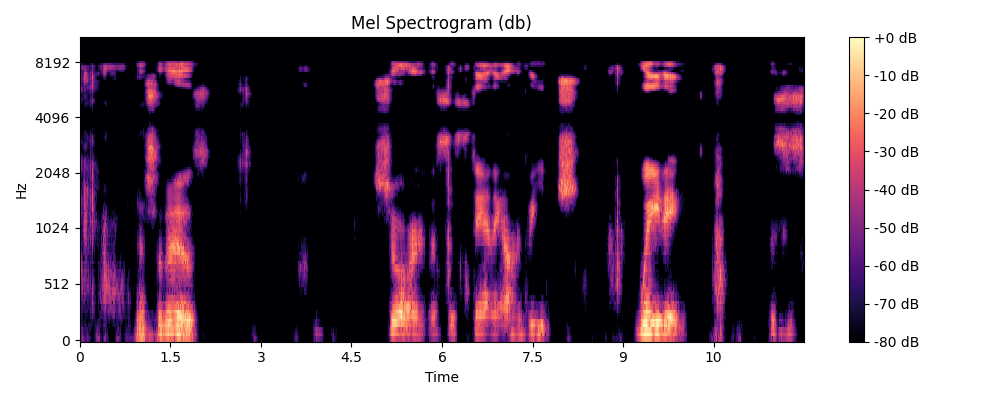 Mel Spectrogram (db)
8192
4096
2048
1024
512
0
Hz
0 1.5 3 4.5 6 7.5 9 10
Time
+0 dB
-10 dB
-20 dB
-30 dB
-40 dB
-50 dB
-60 dB
-70 dB
-80 dB